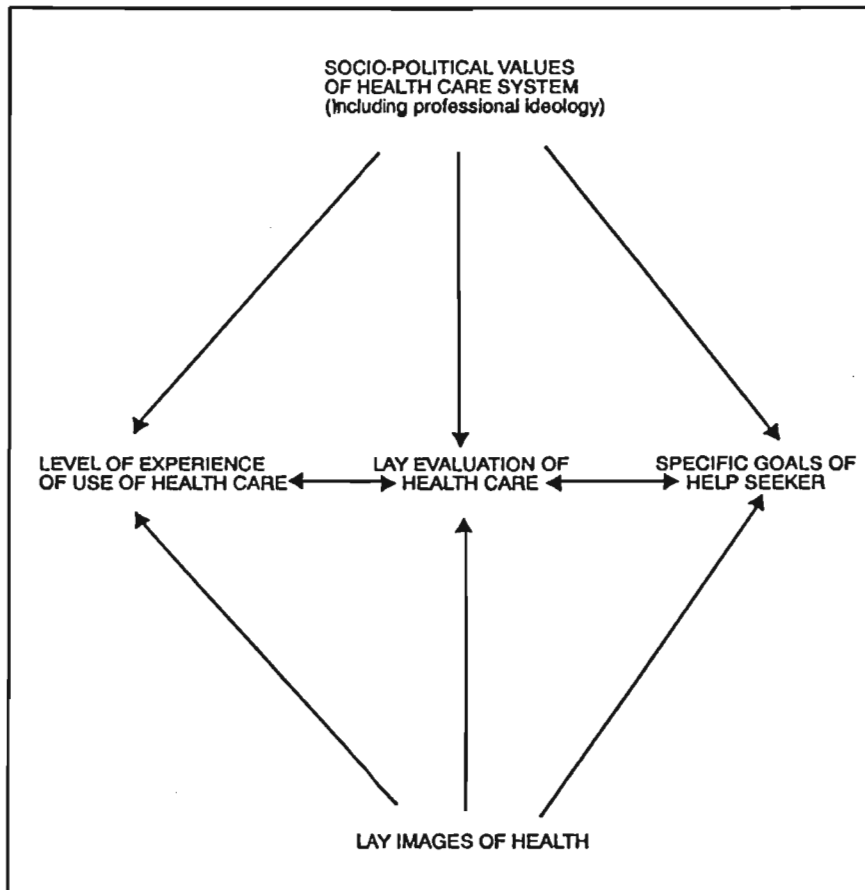 SOCIO-POLITICAL VALUES
OF HEALTH CARE SYSTEM
(Including professional ideology)
LEVEL OF EXPERIENCE
OF USE OF HEALTH CARE
LAY EVALUATION OF
HEALTH CARE
SPECIFIC GOALS OF
HELP SEEKER
LAY IMAGES OF HEALTH